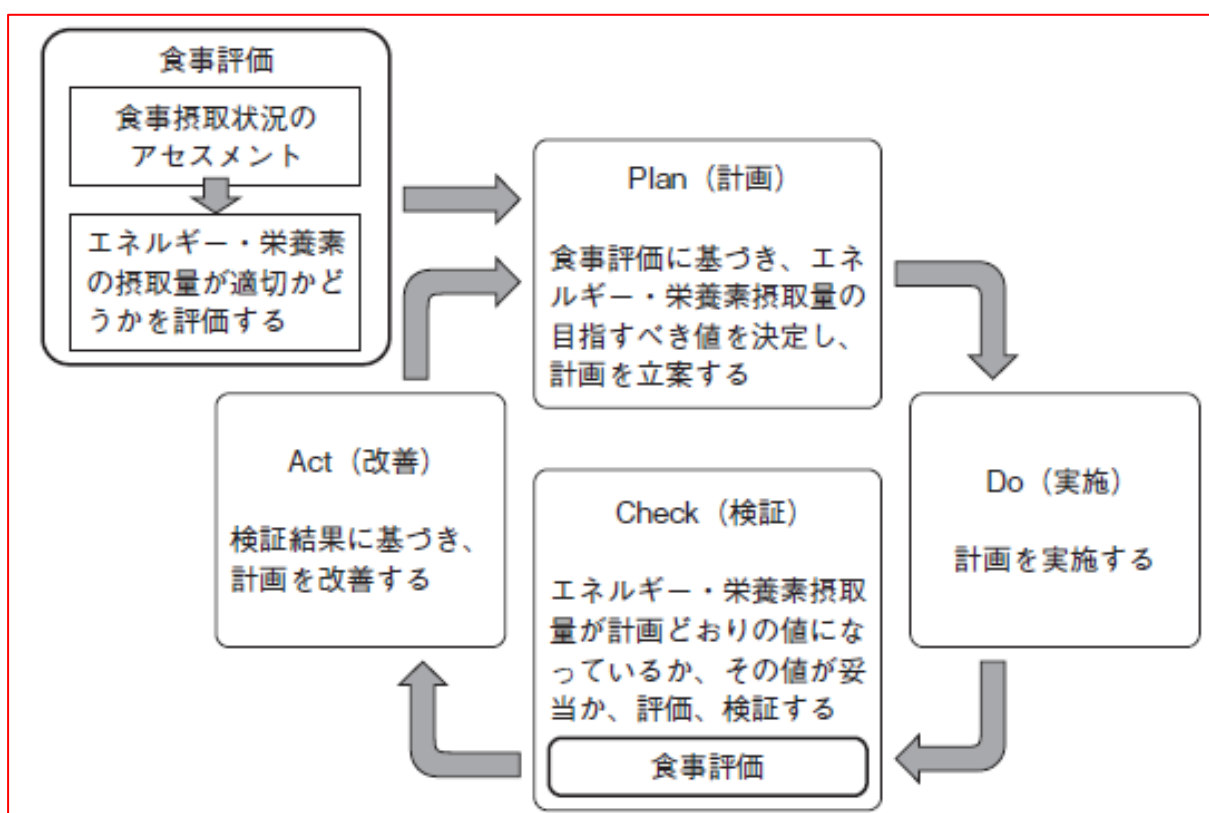 食事評価
食事摂取状況の
アセスメント
エネルギー・栄養素
の摂取量が適切かど
うかを評価する
Plan（計画）
食事評価に基づき、エネ
ルギー・栄養素摂取量の
目指すべき値を決定し、
計画を立案する
Do（実施）
計画を実施する
Check（検証）
エネルギー・栄養素摂取
量が計画どおりの値にな
っているか、その値が妥
当か、評価、検証する
食事評価
Act（改善）
検証結果に基づき、
計画を改善する